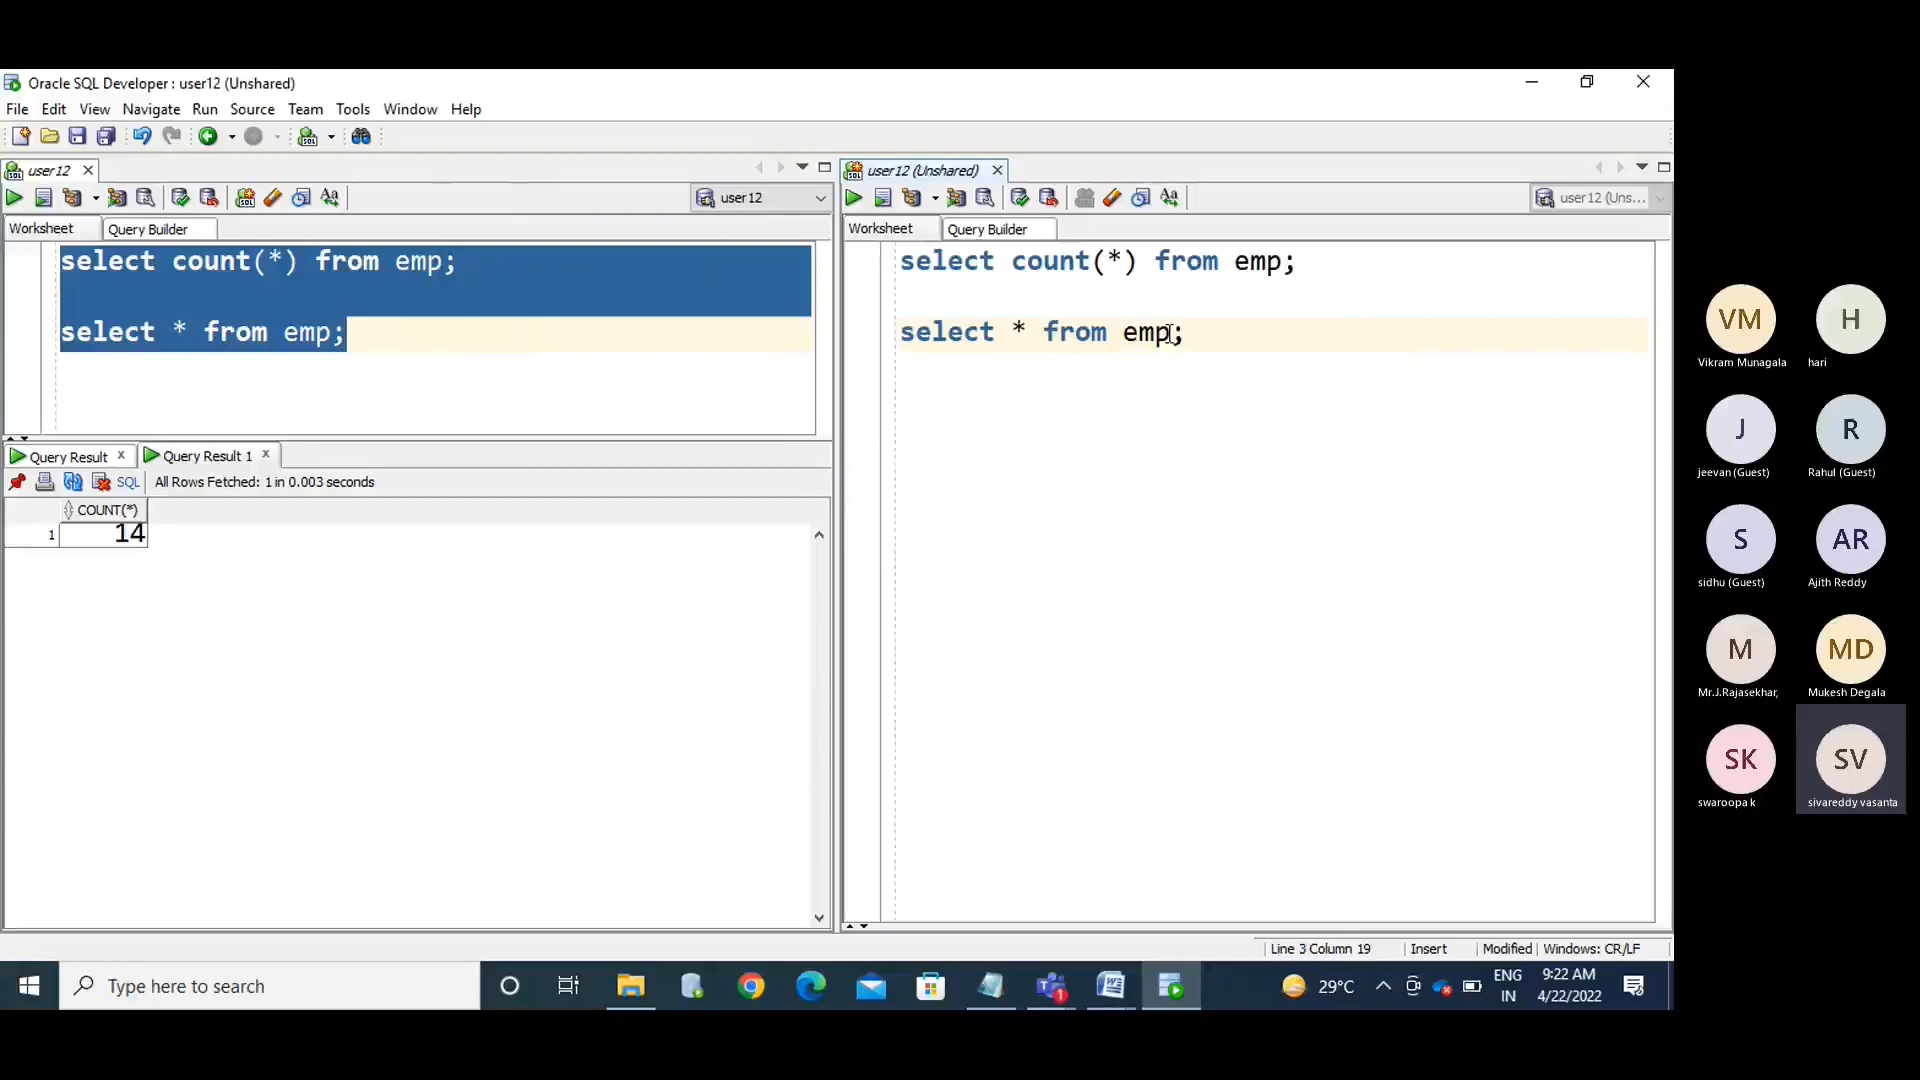 Oracle SQL Developer : user12 (Unshared)
File Edit View Navigate Run Source Team Tools Window Help
user12
user12
Worksheet Query Builder
select count(*) from emp;
select * from emp;
Query Result Query Result 1
SQL All Rows Fetched: 1 in 0.003 seconds
COUNT(*)
1 14
user12 (Unshared)
user12 (Uns...
Worksheet Query Builder
select count(*) from emp;
select * from emp;
Line 3 Column 19 Insert Modified Windows: CR/LF
Type here to search
1
29°C
ENG
IN
9:22 AM
4/22/2022
VM H
Vikram Munagala hari
J R
jeevan (Guest) Rahul (Guest)
S AR
sidhu (Guest) Ajith Reddy
M MD
Mr.J.Rajasekhar, Mukesh Degala
SK SV
swaroopa k sivareddy vasanta